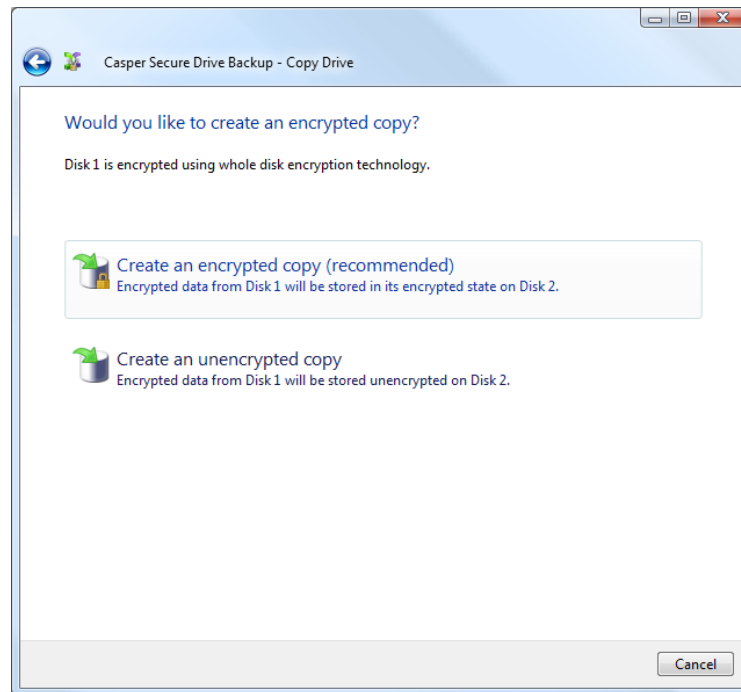 Casper Secure Drive Backup - Copy Drive
Would you like to create an encrypted copy?
Disk 1 is encrypted using whole disk encryption technology.
Create an encrypted copy (recommended)
Encrypted data from Disk 1 will be stored in its encrypted state on Disk 2.
Create an unencrypted copy
Encrypted data from Disk 1 will be stored unencrypted on Disk 2.
Cancel